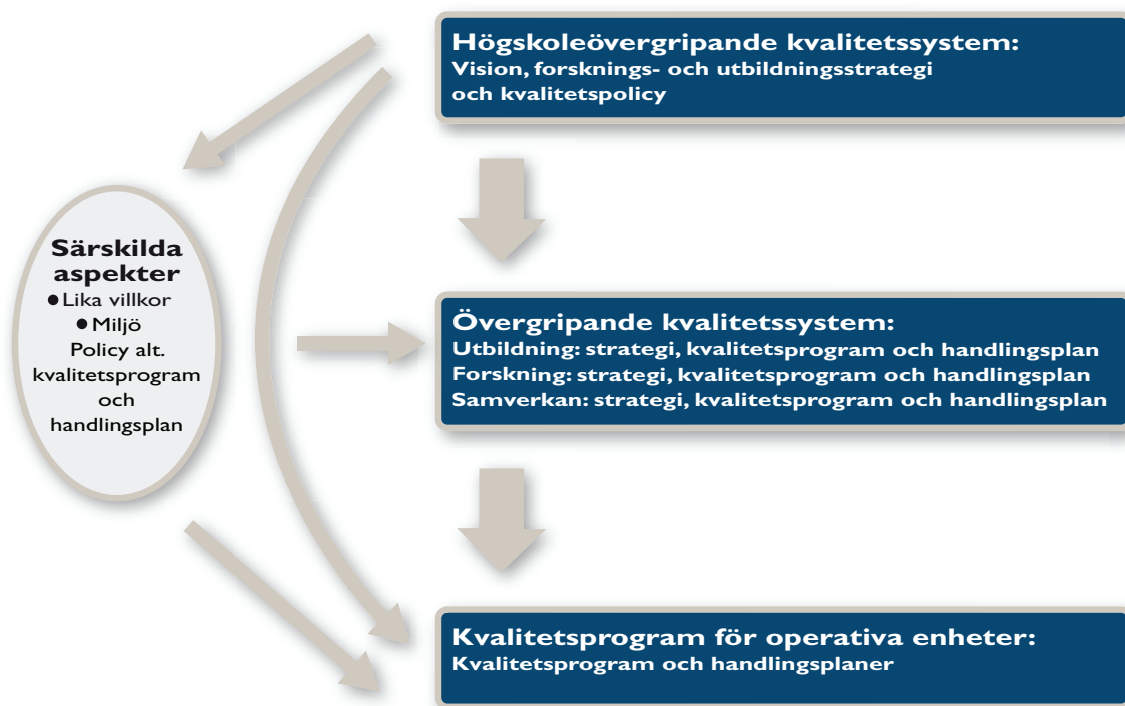 Högskoleövergripande kvalitetssystem:
Vision, forsknings- och utbildningsstrategi
och kvalitetspolicy
Särskilda
aspekter
● Lika villkor
● Miljö
Policy alt.
kvalitetsprogram
och
handlingsplan
Övergripande kvalitetssystem:
Utbildning: strategi, kvalitetsprogram och handlingsplan
Forskning: strategi, kvalitetsprogram och handlingsplan
Samverkan: strategi, kvalitetsprogram och handlingsplan
Kvalitetsprogram för operativa enheter:
Kvalitetsprogram och handlingsplaner